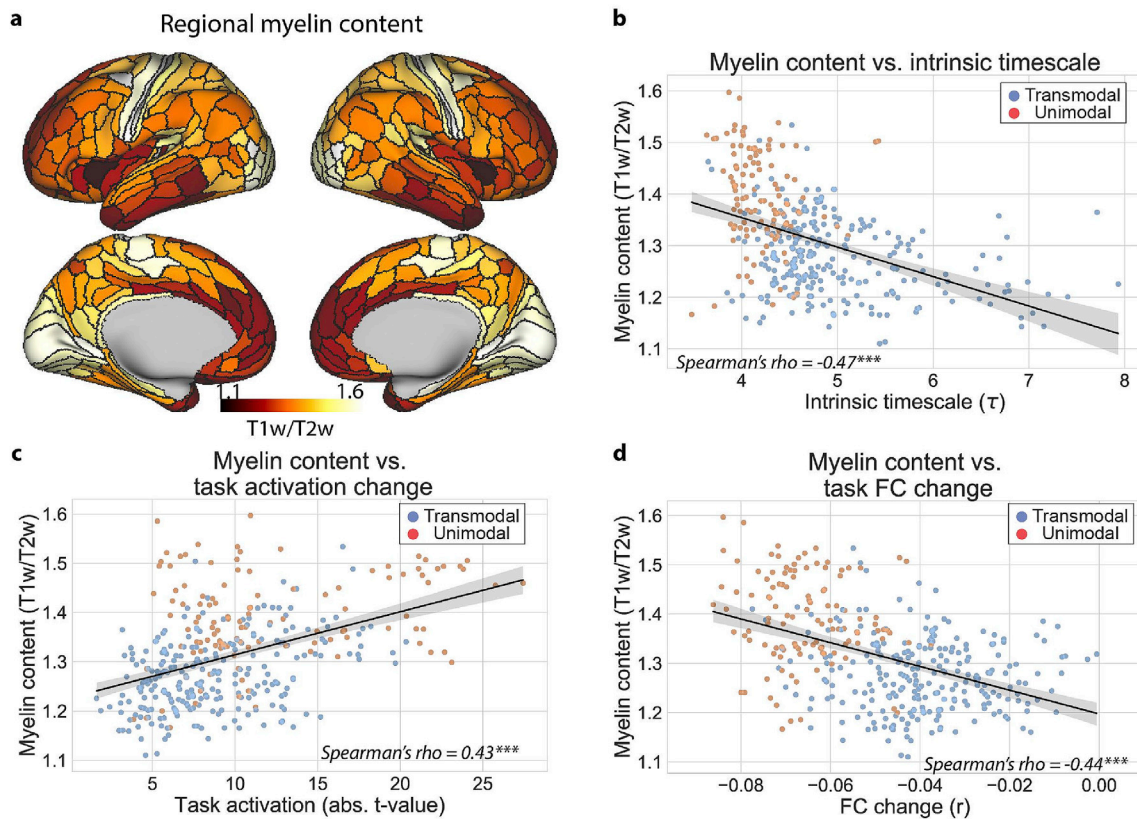 a
Regional myelin content
1.1
1.6
T1w/T2w
b
Myelin content vs. intrinsic timescale
Transmodal
Unimodal
1.6
1.5
1.4
1.3
1.2
1.1
Myelin content (T1w/T2w)
Spearman's rho = -0.47***
4 5 6 7 8
Intrinsic timescale (τ)
c
Myelin content vs.
task activation change
Transmodal
Unimodal
1.6
1.5
1.4
1.3
1.2
1.1
Myelin content (T1w/T2w)
Spearman's rho = 0.43***
5 10 15 20 25
Task activation (abs. t-value)
d
Myelin content vs.
task FC change
Transmodal
Unimodal
1.6
1.5
1.4
1.3
1.2
1.1
Myelin content (T1w/T2w)
Spearman's rho = -0.44***
−0.08 −0.06 −0.04 −0.02 0.00
FC change (r)